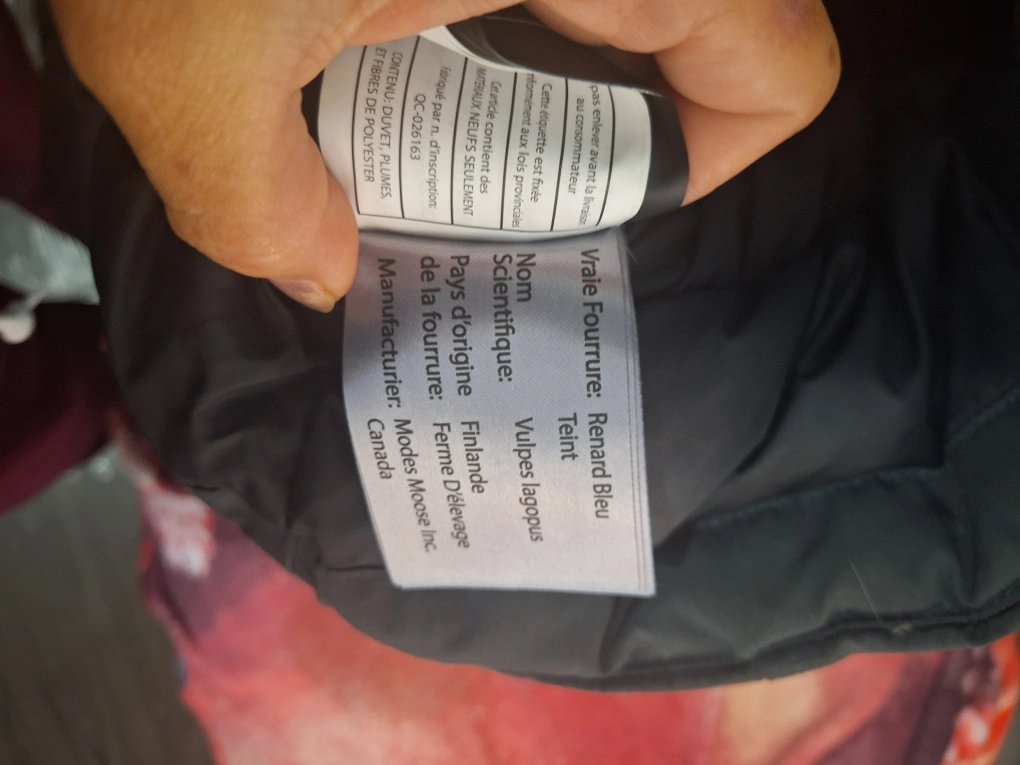 pas enlever avant la livraison
au consommateur
Cette étiquette est fixée
conformément aux lois provinciales
Cet article contient des
MATÉRIAUX NEUFS SEULEMENT
Fabriqué par n. d'inscription:
QC-026163
CONTENU: DUVET, PLUMES,
ET FIBRES DE POLYESTER
Vraie Fourrure: Renard Bleu
Teint
Nom
Scientifique: Vulpes lagopus
Pays d'origine Finlande
de la fourrure: Ferme D'élevage
Manufacturier: Modes Moose Inc.
Canada